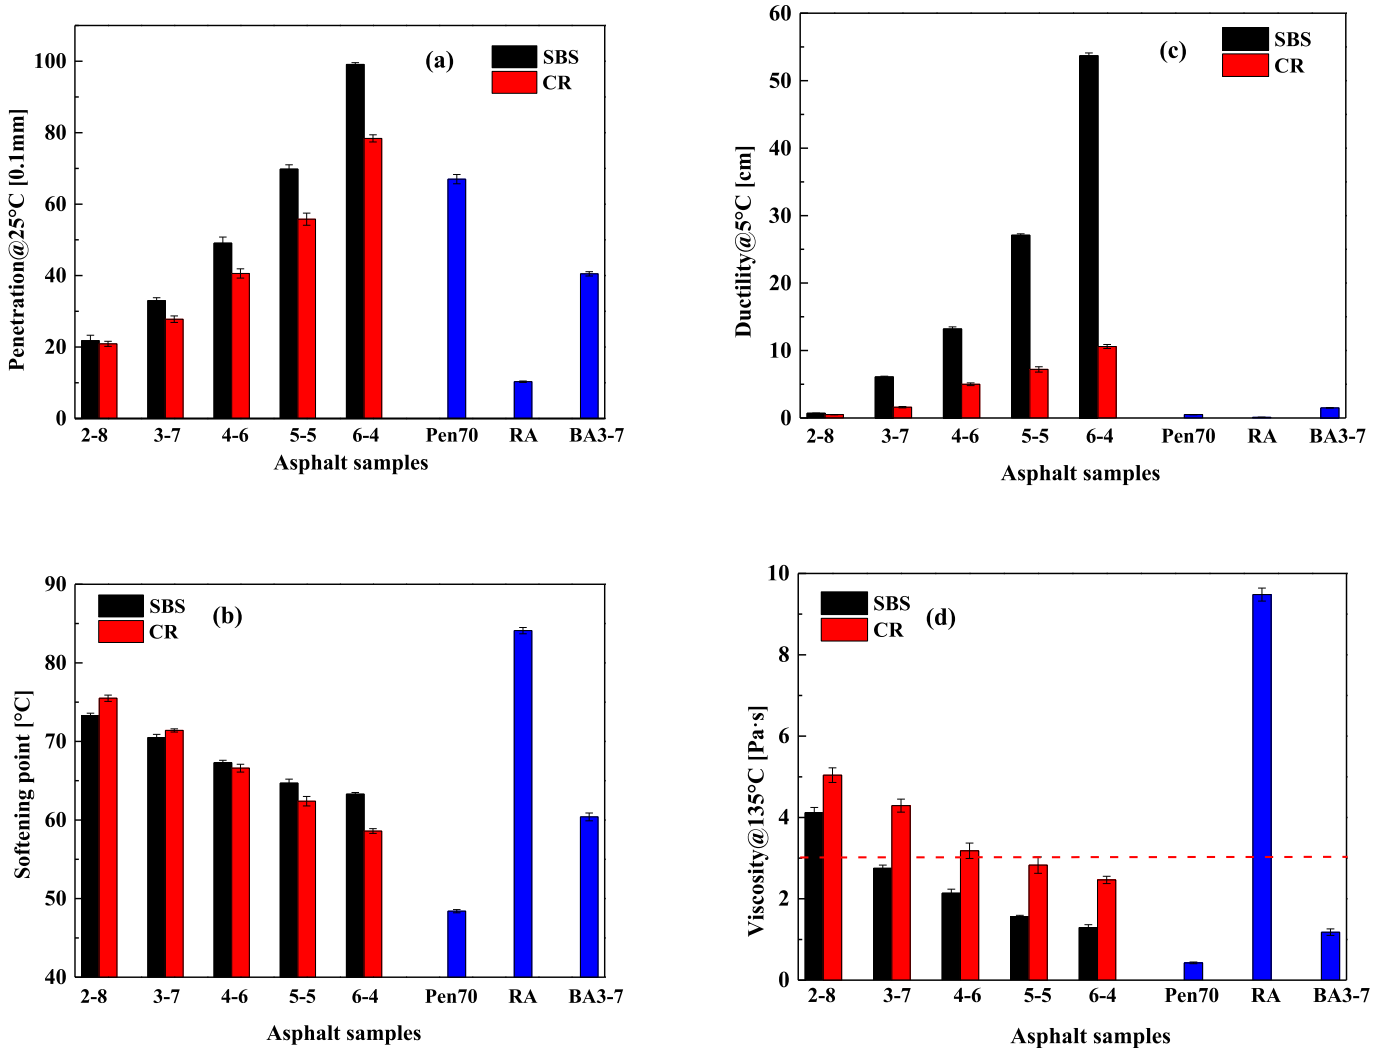 (a)
SBS
CR
Penetration@25°C [0.1mm]
100
80
60
40
20
0
2-8 3-7 4-6 5-5 6-4 Pen70 RA BA3-7
Asphalt samples
(c)
SBS
CR
Ductility@5°C [cm]
60
50
40
30
20
10
0
2-8 3-7 4-6 5-5 6-4 Pen70 RA BA3-7
Asphalt samples
SBS
CR
(b)
Softening point [°C]
90
80
70
60
50
40
2-8 3-7 4-6 5-5 6-4 Pen70 RA BA3-7
Asphalt samples
SBS
CR
(d)
Viscosity@135°C [Pa·s]
10
8
6
4
2
0
2-8 3-7 4-6 5-5 6-4 Pen70 RA BA3-7
Asphalt samples